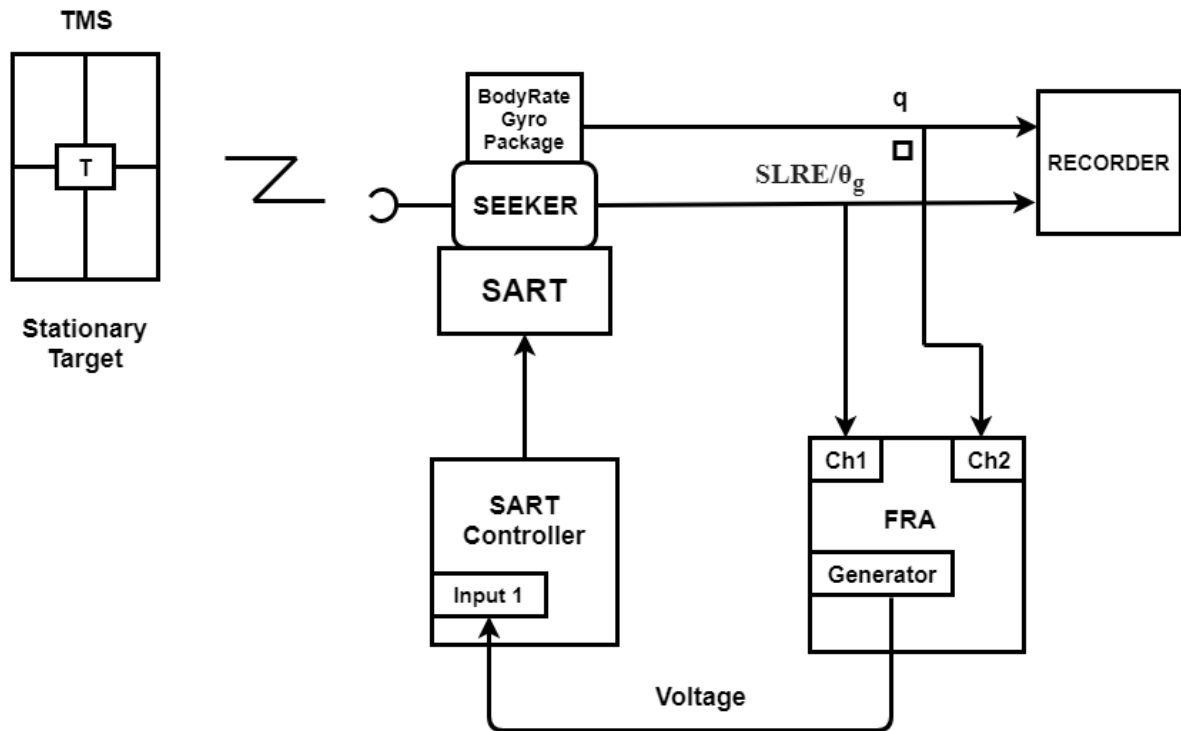 TMS
T
Stationary
Target
BodyRate
Gyro
Package
SEEKER
SART
q
SLRE/θg
RECORDER
SART
Controller
Input 1
Ch1
Ch2
FRA
Generator
Voltage